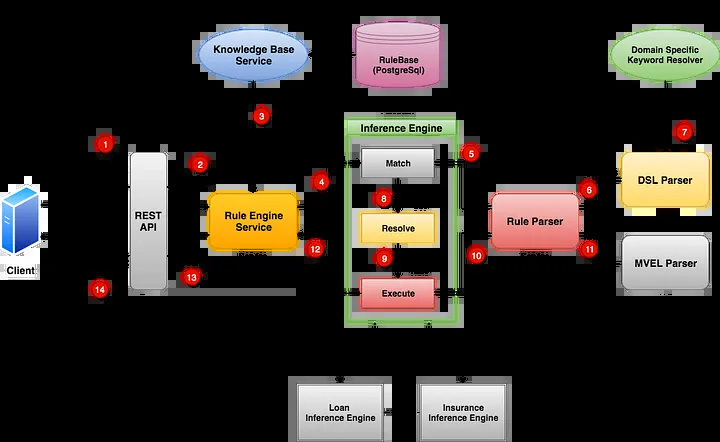 Knowledge Base
Service
RuleBase
(PostgreSql)
Domain Specific
Keyword Resolver
3
Inference Engine
7
1
5
2
Match
4
DSL Parser
6
8
REST
API
Rule Engine
Service
Resolve
Rule Parser
12
9
10
11
MVEL Parser
Client
13
14
Execute
Loan
Inference Engine
Insurance
Inference Engine